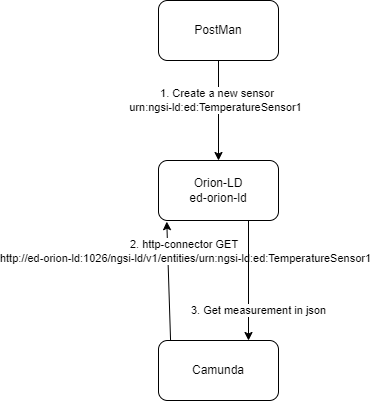 PostMan
1. Create a new sensor
urn:ngsi-ld:ed:TemperatureSensor1
Orion-LD
ed-orion-ld
2. http-connector GET
http://ed-orion-ld:1026/ngsi-ld/v1/entities/urn:ngsi-ld:ed:TemperatureSensor1
3. Get measurement in json
Camunda